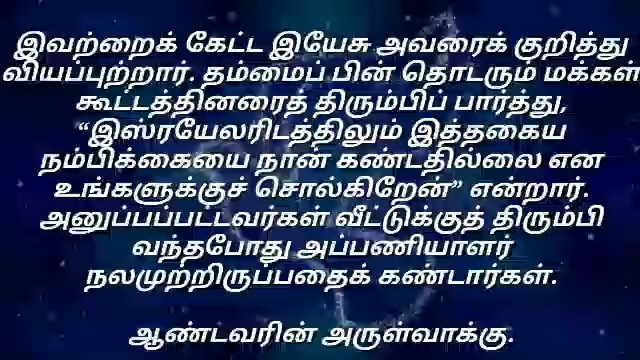 இவற்றைக் கேட்ட இயேசு அவரைக் குறித்து
வியப்புற்றார். தம்மைப் பின் தொடரும் மக்கள்
கூட்டத்தினரைத் திரும்பிப் பார்த்து,
“இஸ்ரயேலரிடத்திலும் இத்தகைய
நம்பிக்கையை நான் கண்டதில்லை என
உங்களுக்குச் சொல்கிறேன்” என்றார்.
அனுப்பப்பட்டவர்கள் வீட்டுக்குத் திரும்பி
வந்தபோது அப்பணியாளர்
நலமுற்றிருப்பதைக் கண்டார்கள்.
ஆண்டவரின் அருள்வாக்கு.